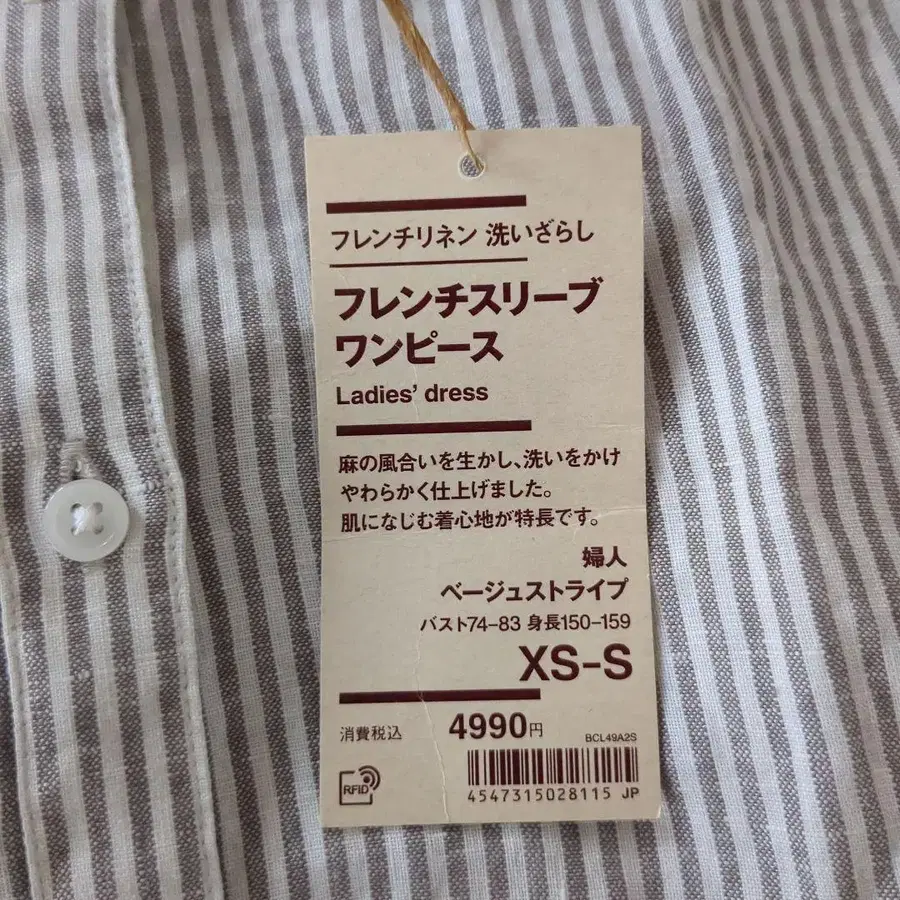 フレンチリネン 洗いざらし
フレンチスリーブ
ワンピース
Ladies' dress
麻の風合いを生かし、洗いをかけ
やわらかく仕上げました。
肌になじむ着心地が特長です。
婦人
ベージュストライプ
バスト74–83 身長150–159
XS–S
消費税込 4990円
BCL49A2S
RFID
4547315028115 JP